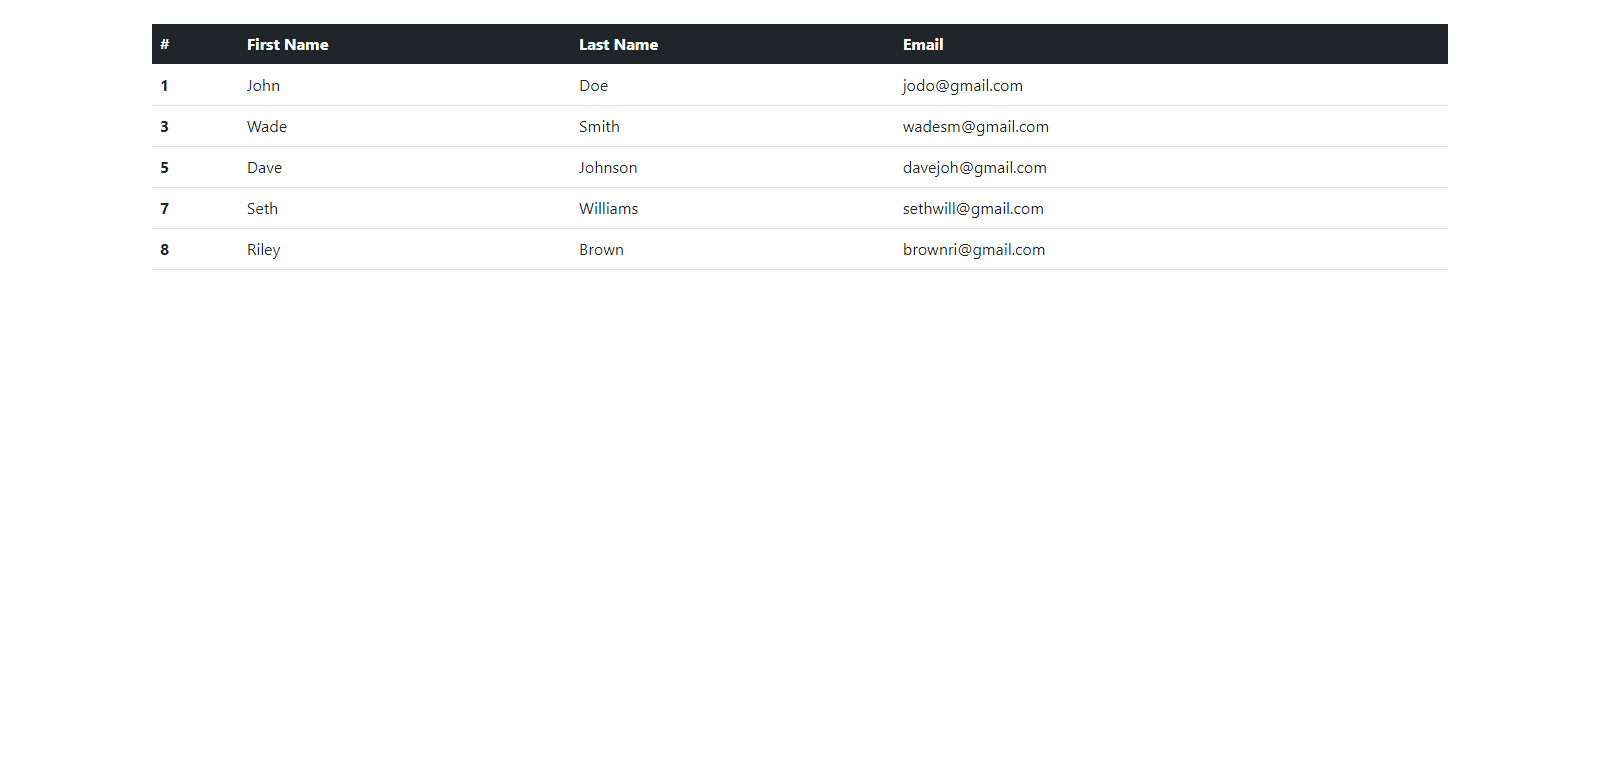 # First Name Last Name Email
1 John Doe jodo@gmail.com
3 Wade Smith wadesm@gmail.com
5 Dave Johnson davejoh@gmail.com
7 Seth Williams sethwill@gmail.com
8 Riley Brown brownri@gmail.com